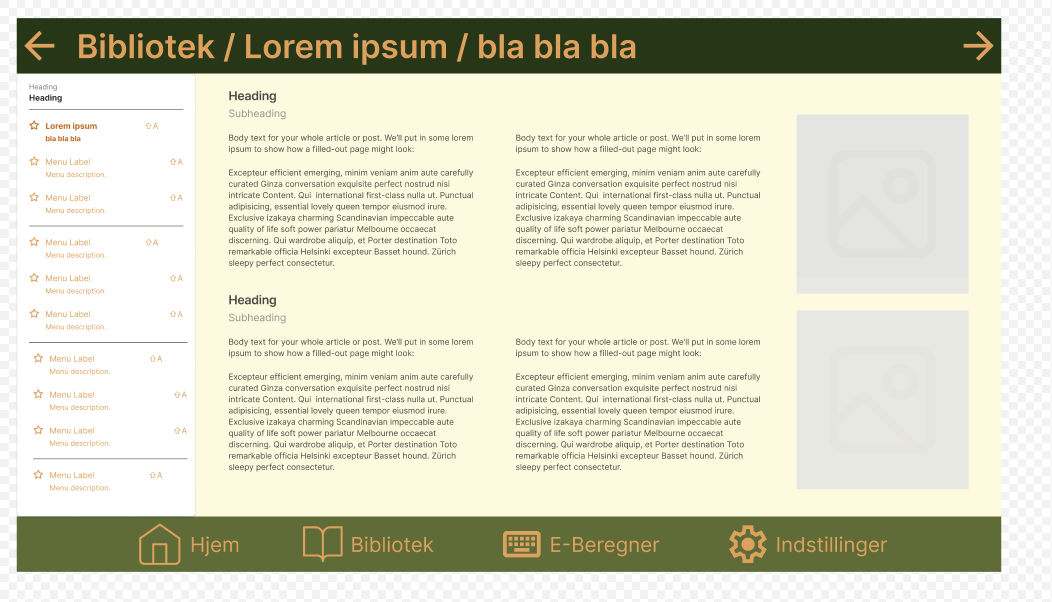 Bibliotek / Lorem ipsum / bla bla bla
Heading
Heading
Lorem ipsum ⇧A
bla bla bla
Menu Label ⇧A
Menu description.
Menu Label ⇧A
Menu description.
Menu Label ⇧A
Menu description.
Menu Label ⇧A
Menu description.
Menu Label ⇧A
Menu description.
Menu Label ⇧A
Menu description.
Menu Label ⇧A
Menu description.
Menu Label ⇧A
Menu description.
Menu Label ⇧A
Menu description.
Heading
Subheading
Body text for your whole article or post. We'll put in some lorem
ipsum to show how a filled-out page might look:
Excepteur efficient emerging, minim veniam anim aute carefully
curated Ginza conversation exquisite perfect nostrud nisi
intricate Content. Qui  international first-class nulla ut. Punctual
adipisicing, essential lovely queen tempor eiusmod irure.
Exclusive izakaya charming Scandinavian impeccable aute
quality of life soft power pariatur Melbourne occaecat
discerning. Qui wardrobe aliquip, et Porter destination Toto
remarkable officia Helsinki excepteur Basset hound. Zürich
sleepy perfect consectetur.
Body text for your whole article or post. We'll put in some lorem
ipsum to show how a filled-out page might look:
Excepteur efficient emerging, minim veniam anim aute carefully
curated Ginza conversation exquisite perfect nostrud nisi
intricate Content. Qui  international first-class nulla ut. Punctual
adipisicing, essential lovely queen tempor eiusmod irure.
Exclusive izakaya charming Scandinavian impeccable aute
quality of life soft power pariatur Melbourne occaecat
discerning. Qui wardrobe aliquip, et Porter destination Toto
remarkable officia Helsinki excepteur Basset hound. Zürich
sleepy perfect consectetur.
Heading
Subheading
Body text for your whole article or post. We'll put in some lorem
ipsum to show how a filled-out page might look:
Excepteur efficient emerging, minim veniam anim aute carefully
curated Ginza conversation exquisite perfect nostrud nisi
intricate Content. Qui  international first-class nulla ut. Punctual
adipisicing, essential lovely queen tempor eiusmod irure.
Exclusive izakaya charming Scandinavian impeccable aute
quality of life soft power pariatur Melbourne occaecat
discerning. Qui wardrobe aliquip, et Porter destination Toto
remarkable officia Helsinki excepteur Basset hound. Zürich
sleepy perfect consectetur.
Body text for your whole article or post. We'll put in some lorem
ipsum to show how a filled-out page might look:
Excepteur efficient emerging, minim veniam anim aute carefully
curated Ginza conversation exquisite perfect nostrud nisi
intricate Content. Qui  international first-class nulla ut. Punctual
adipisicing, essential lovely queen tempor eiusmod irure.
Exclusive izakaya charming Scandinavian impeccable aute
quality of life soft power pariatur Melbourne occaecat
discerning. Qui wardrobe aliquip, et Porter destination Toto
remarkable officia Helsinki excepteur Basset hound. Zürich
sleepy perfect consectetur.
Hjem Bibliotek E-Beregner Indstillinger